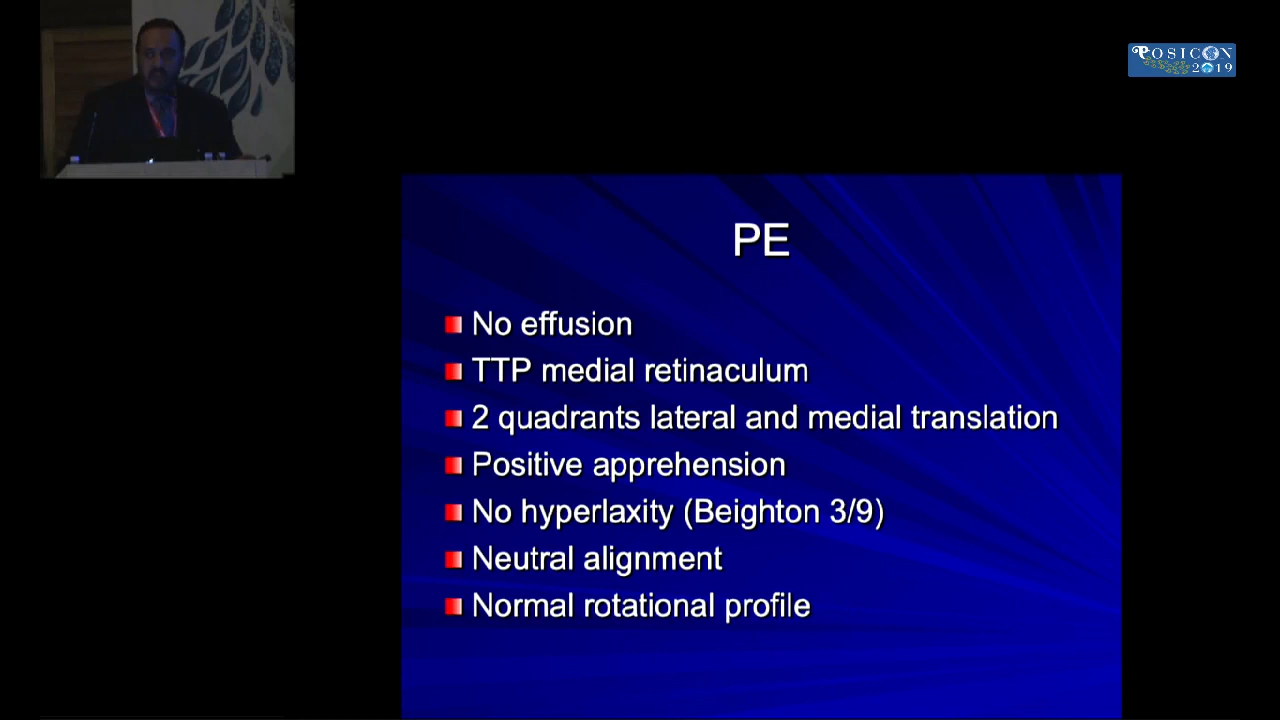 POSICON
2019
PE
No effusion
TTP medial retinaculum
2 quadrants lateral and medial translation
Positive apprehension
No hyperlaxity (Beighton 3/9)
Neutral alignment
Normal rotational profile